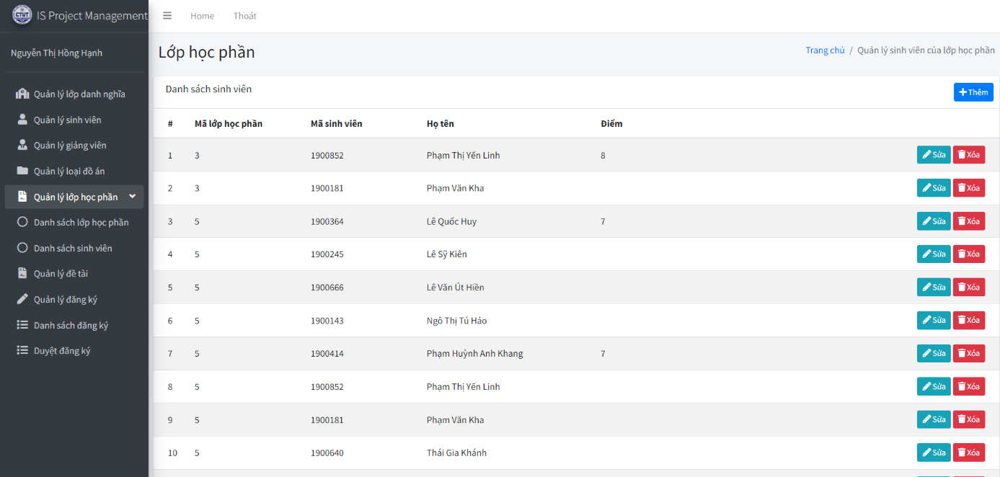 CTUT
IS Project Management
Home
Thoát
Nguyễn Thị Hồng Hạnh
Quản lý lớp danh nghĩa
Quản lý sinh viên
Quản lý giảng viên
Quản lý loại đồ án
Quản lý lớp học phần
Danh sách lớp học phần
Danh sách sinh viên
Quản lý đề tài
Quản lý đăng ký
Danh sách đăng ký
Duyệt đăng ký
Lớp học phần
Trang chủ / Quản lý sinh viên của lớp học phần
Danh sách sinh viên
Thêm
# Mã lớp học phần Mã sinh viên Họ tên Điểm
1 3 1900852 Phạm Thị Yến Linh 8 Sửa Xóa
2 3 1900181 Phạm Văn Kha Sửa Xóa
3 5 1900364 Lê Quốc Huy 7 Sửa Xóa
4 5 1900245 Lê Sỹ Kiên Sửa Xóa
5 5 1900666 Lê Văn Út Hiền Sửa Xóa
6 5 1900143 Ngô Thị Tú Hảo Sửa Xóa
7 5 1900414 Phạm Huỳnh Anh Khang 7 Sửa Xóa
8 5 1900852 Phạm Thị Yến Linh Sửa Xóa
9 5 1900181 Phạm Văn Kha Sửa Xóa
10 5 1900640 Thái Gia Khánh Sửa Xóa